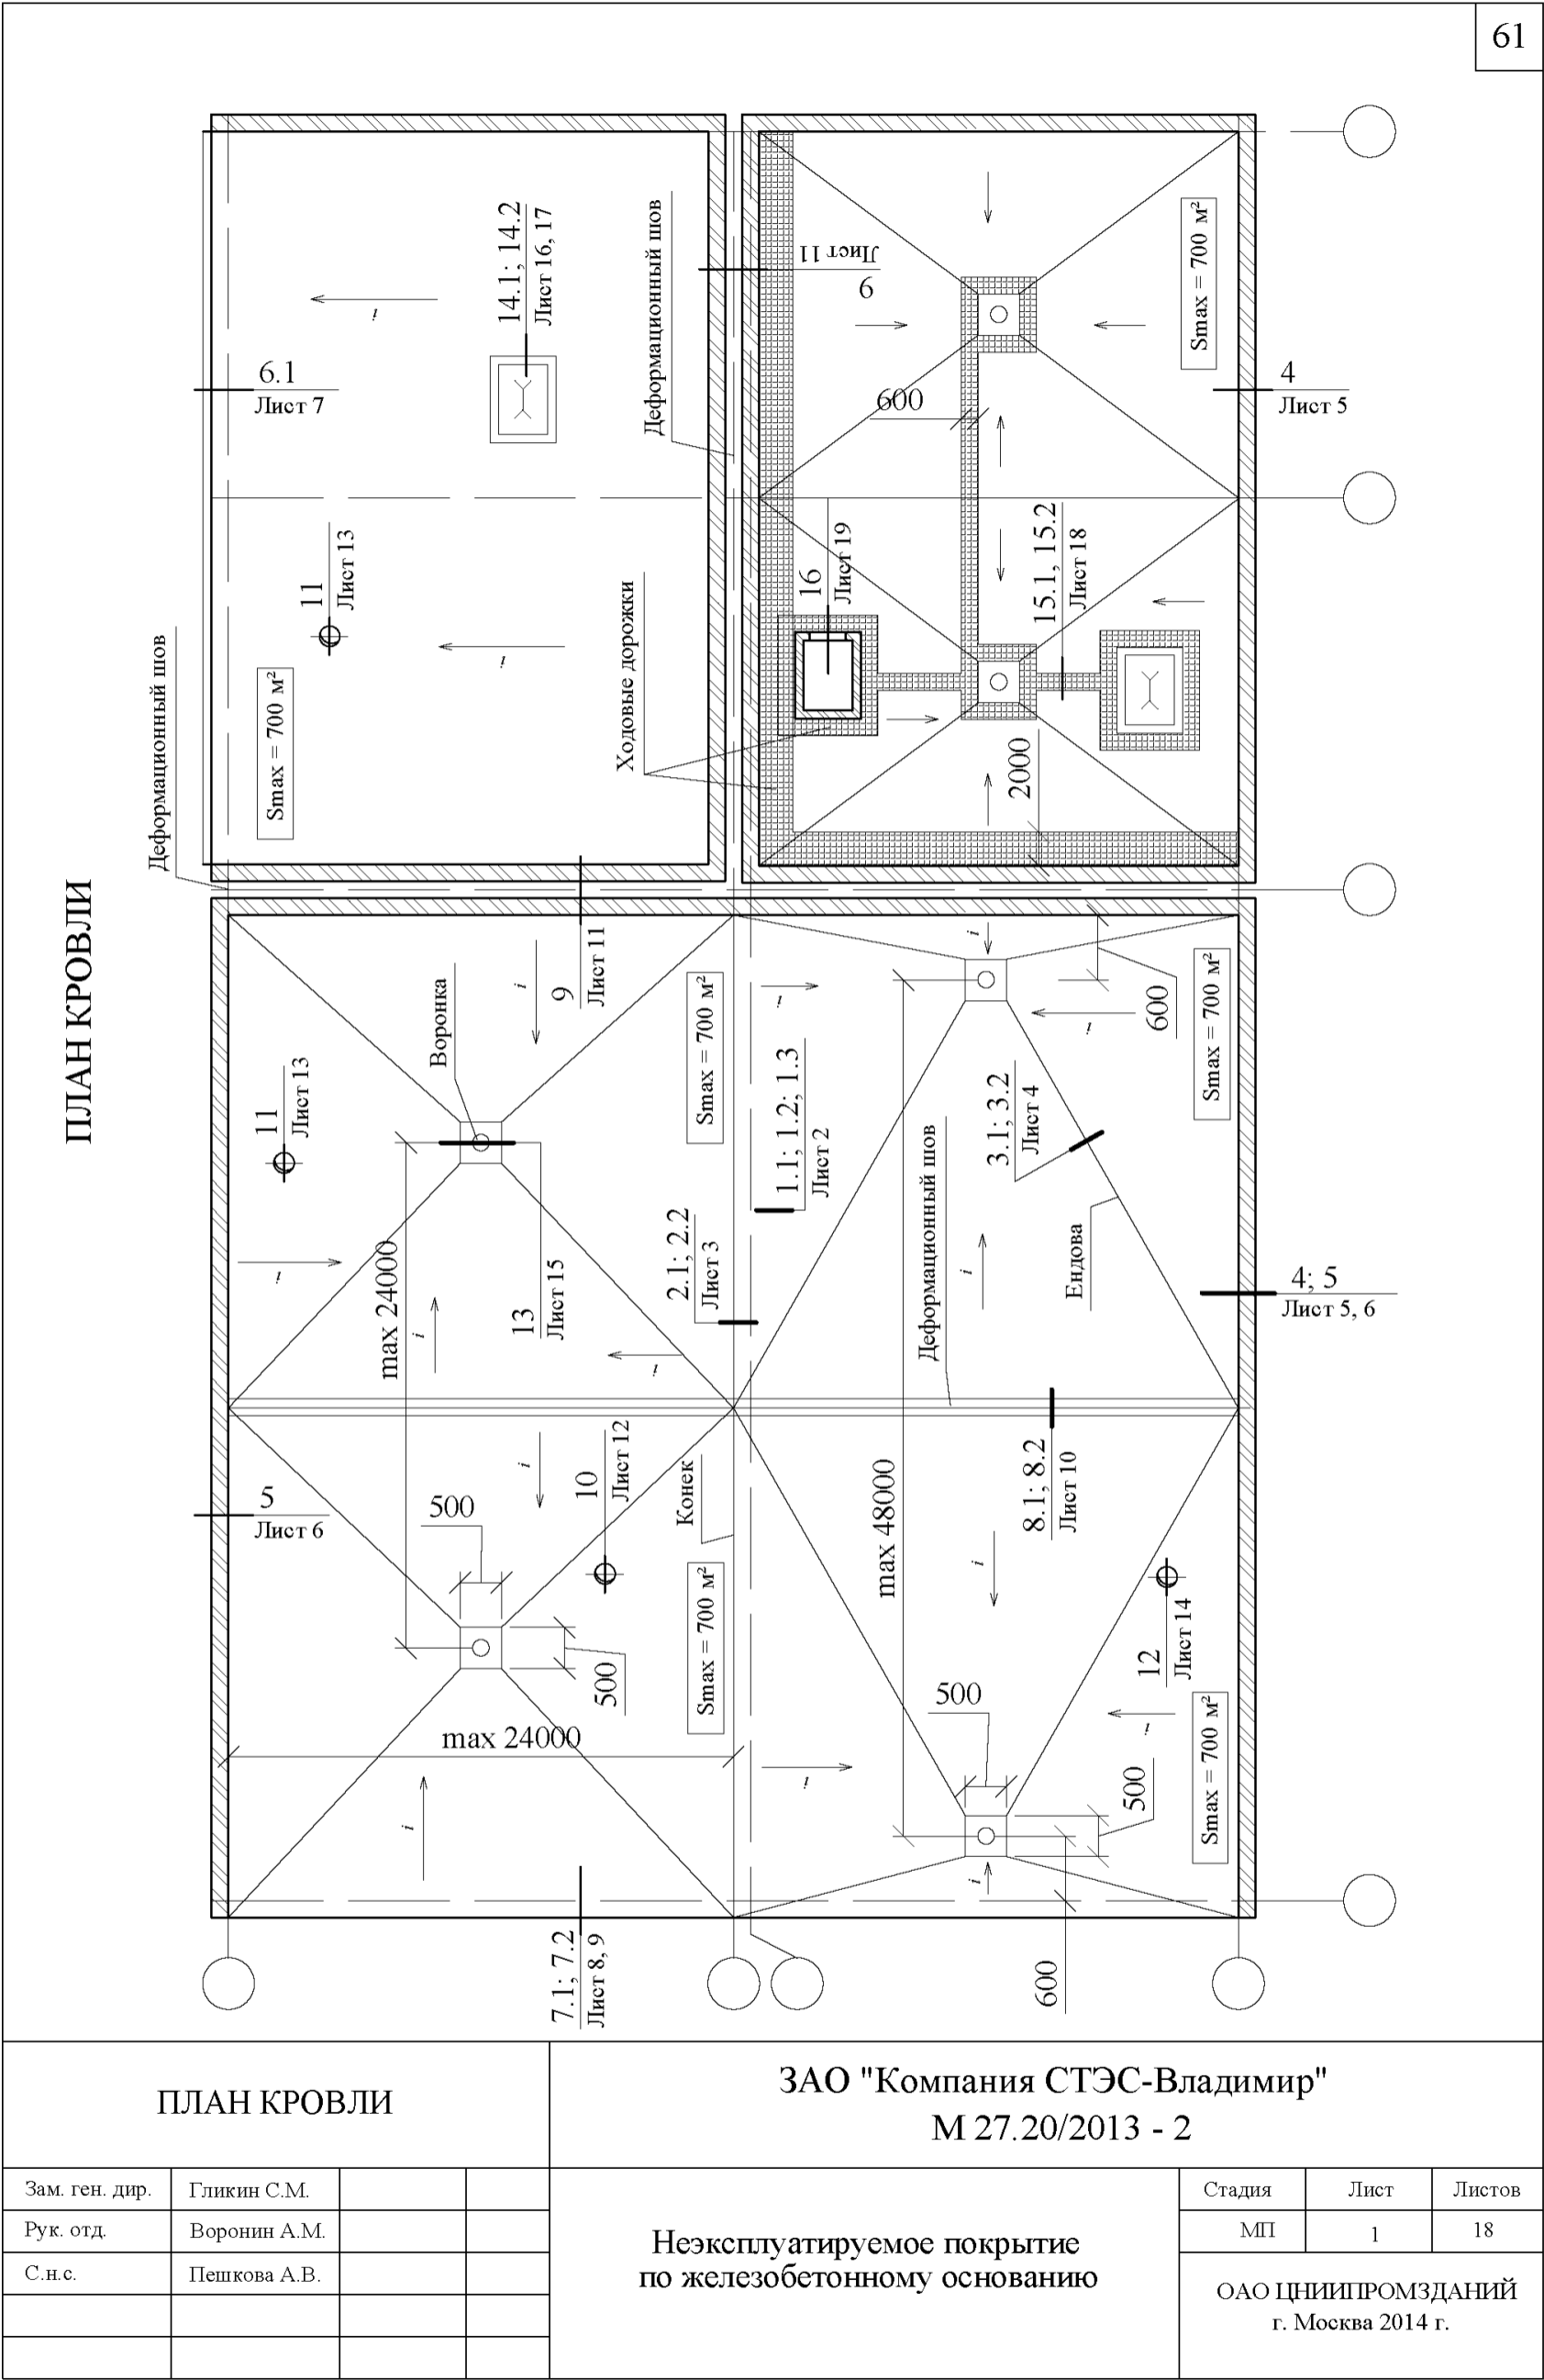 61
ПЛАН КРОВЛИ
Деформационный шов
6.1
Лист 7
14.1; 14.2
Лист 16, 17
i
11
Лист 13
i
Smax = 700 м²
Деформационный шов
Лист 11
9
Smax = 700 м²
4
Лист 5
600
16
Лист 19
15.1, 15.2
Лист 18
Ходовые дорожки
2000
9
Лист 11
i
Воронка
11
Лист 13
i
max 24000
i
13
Лист 15
i
Smax = 700 м²
i
1.1; 1.2; 1.3
Лист 2
2.1; 2.2
Лист 3
i
600
i
Smax = 700 м²
3.1; 3.2
Лист 4
Деформационный шов
Ендова
i
4; 5
Лист 5, 6
5
Лист 6
i
10
Лист 12
500
500
Конек
Smax = 700 м²
max 24000
i
max 48000
8.1; 8.2
Лист 10
i
12
Лист 14
500
500
i
Smax = 700 м²
i
i
600
7.1; 7.2
Лист 8, 9
ПЛАН КРОВЛИ
ЗАО "Компания СТЭС-Владимир"
М 27.20/2013 - 2
Зам. ген. дир. Гликин С.М.
Рук. отд. Воронин А.М.
С.н.с. Пешкова А.В.
Неэксплуатируемое покрытие
по железобетонному основанию
Стадия Лист Листов
МП 1 18
ОАО ЦНИИПРОМЗДАНИЙ
г. Москва 2014 г.